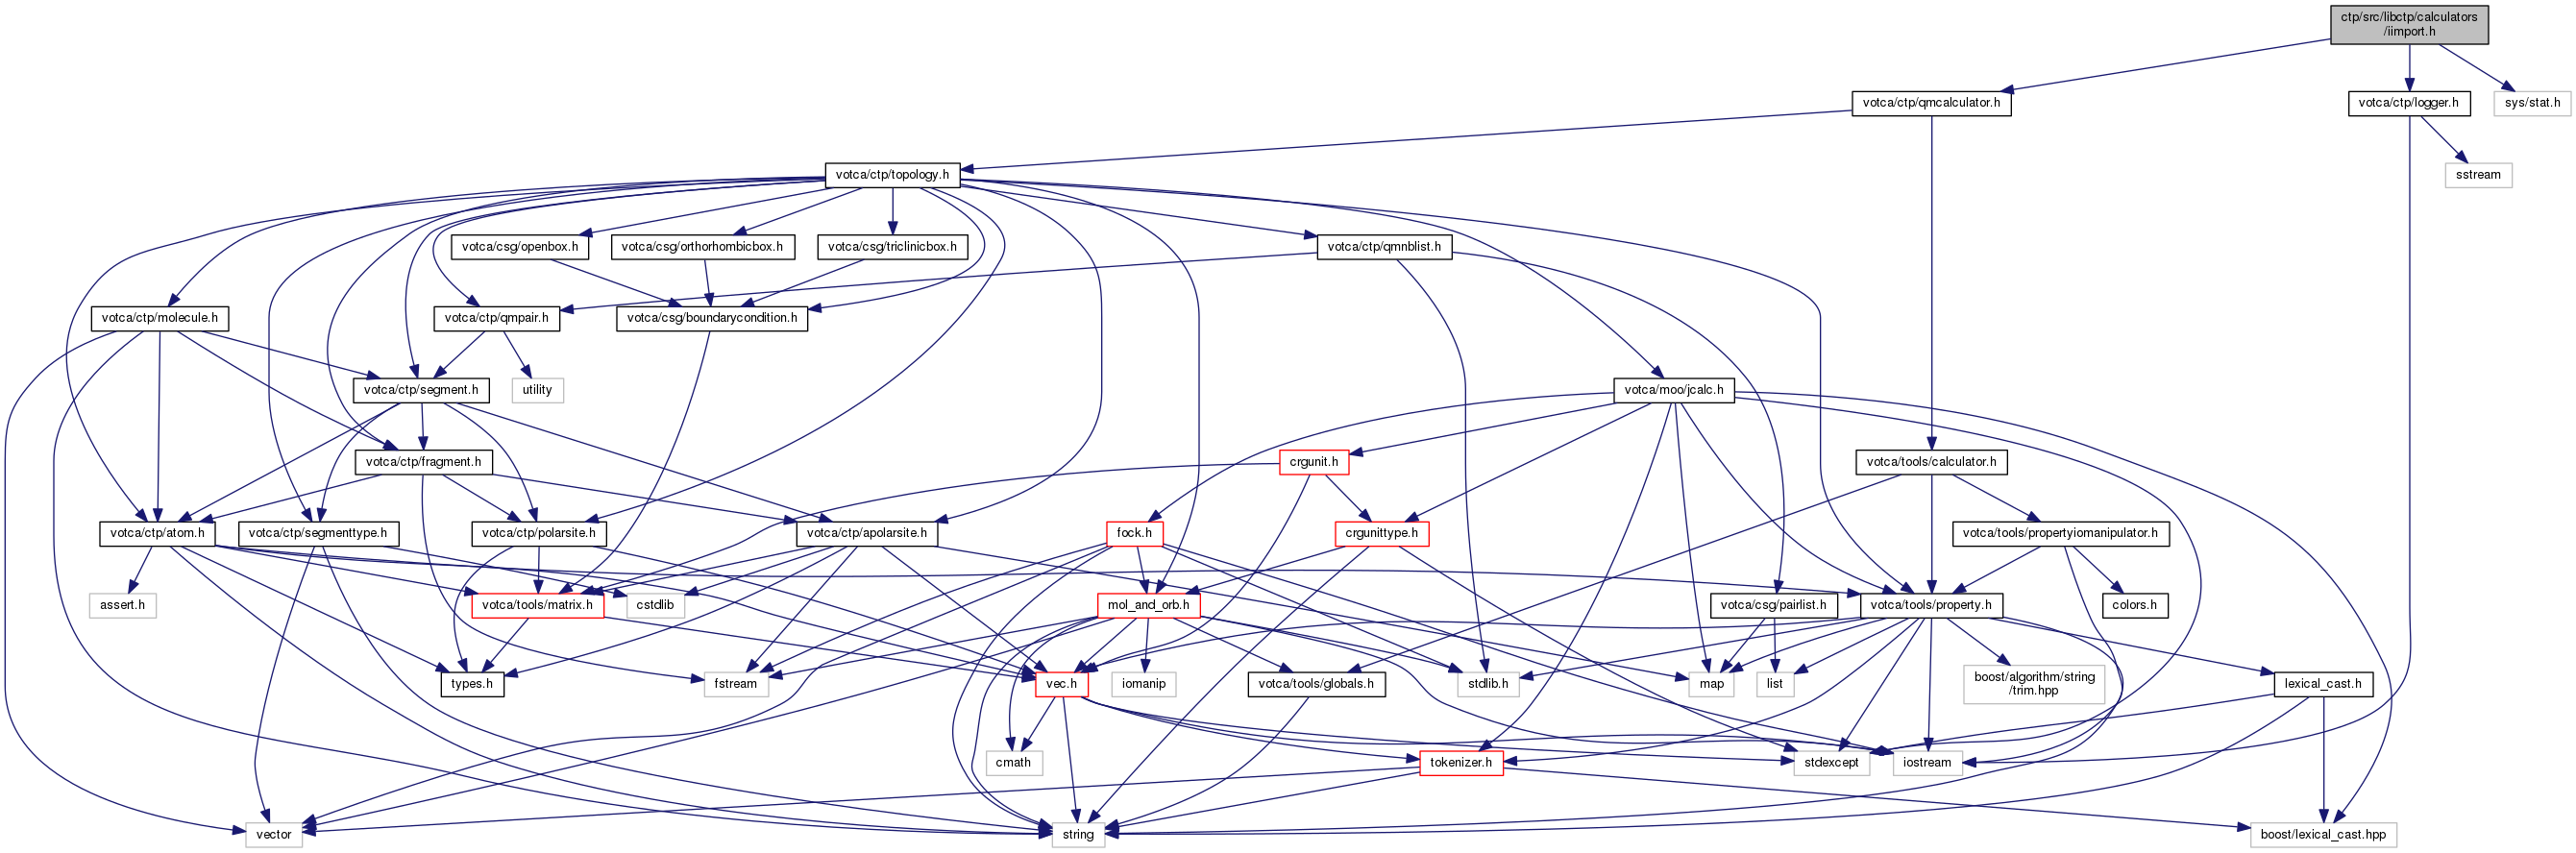 ctp/src/libctp/calculators
/iimport.h
votca/ctp/qmcalculator.h
votca/ctp/logger.h
sys/stat.h
votca/ctp/topology.h
sstream
votca/csg/openbox.h
votca/csg/orthorhombicbox.h
votca/csg/triclinicbox.h
votca/ctp/qmnblist.h
votca/ctp/molecule.h
votca/ctp/qmpair.h
votca/csg/boundarycondition.h
votca/ctp/segment.h
utility
votca/moo/jcalc.h
votca/ctp/fragment.h
crgunit.h
votca/tools/calculator.h
votca/ctp/atom.h
votca/ctp/segmenttype.h
votca/ctp/polarsite.h
votca/ctp/apolarsite.h
fock.h
crgunittype.h
votca/tools/propertyiomanipulator.h
assert.h
votca/tools/matrix.h
cstdlib
mol_and_orb.h
votca/csg/pairlist.h
votca/tools/property.h
colors.h
types.h
fstream
vec.h
iomanip
votca/tools/globals.h
stdlib.h
map
list
boost/algorithm/string
/trim.hpp
lexical_cast.h
cmath
tokenizer.h
stdexcept
iostream
vector
string
boost/lexical_cast.hpp